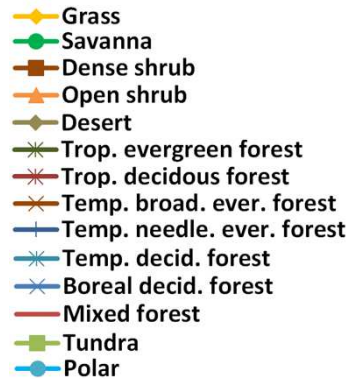 Grass
Savanna
Dense shrub
Open shrub
Desert
Trop. evergreen forest
Trop. decidous forest
Temp. broad. ever. forest
Temp. needle. ever. forest
Temp. decid. forest
Boreal decid. forest
Mixed forest
Tundra
Polar